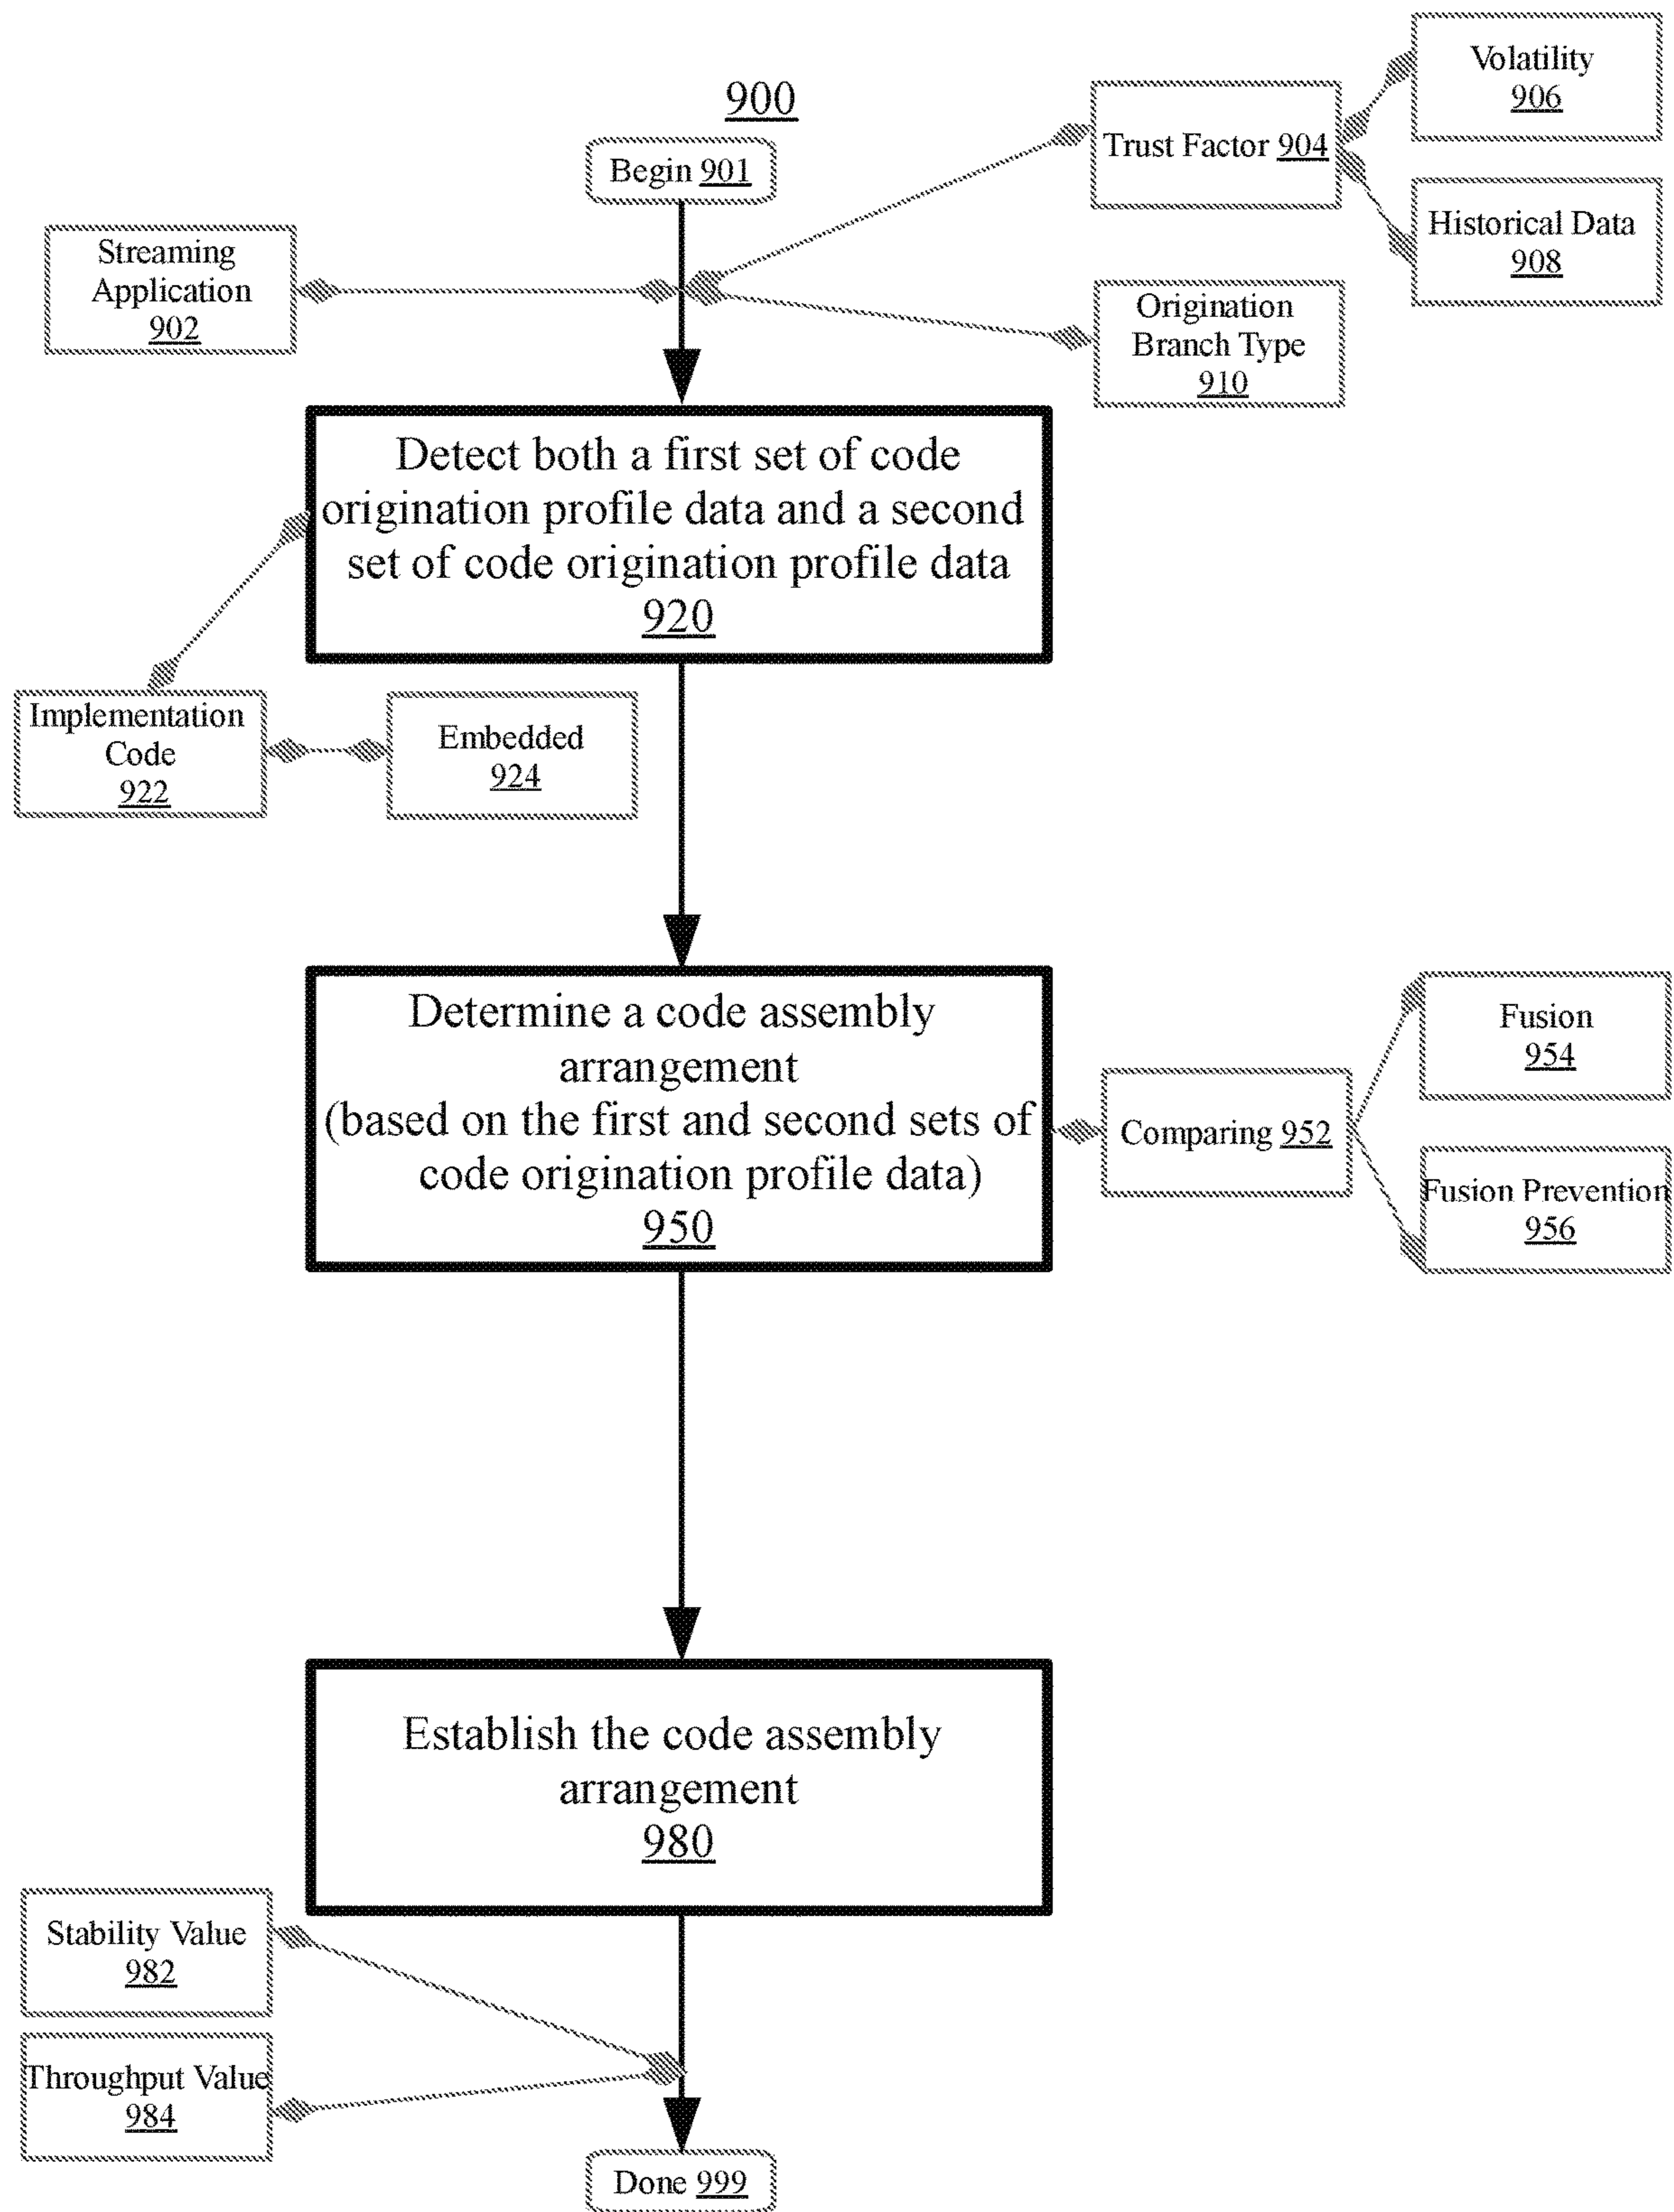 900
Begin 901
Volatility
906
Trust Factor 904
Historical Data
908
Streaming
Application
902
Origination
Branch Type
910
Detect both a first set of code
origination profile data and a second
set of code origination profile data
920
Implementation
Code
922
Embedded
924
Determine a code assembly
arrangement
(based on the first and second sets of
code origination profile data)
950
Comparing 952
Fusion
954
Fusion Prevention
956
Establish the code assembly
arrangement
980
Stability Value
982
Throughput Value
984
Done 999